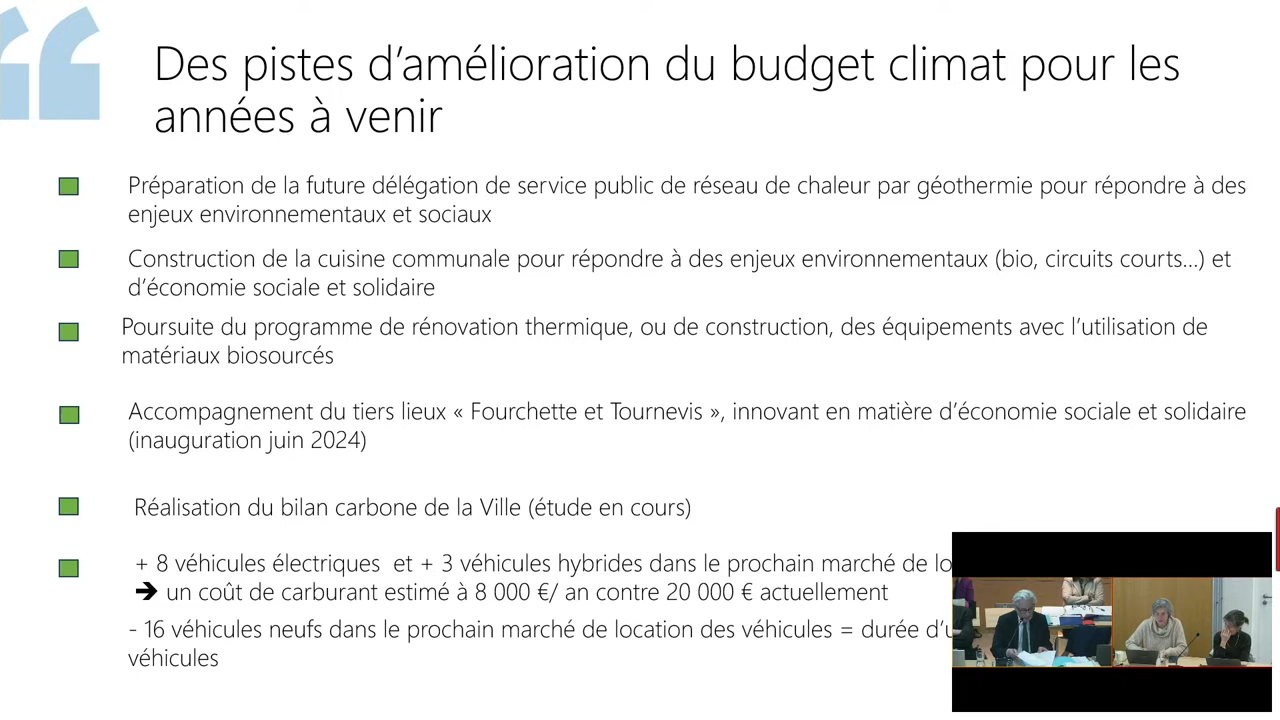 Des pistes d’amélioration du budget climat pour les
années à venir
Préparation de la future délégation de service public de réseau de chaleur par géothermie pour répondre à des
enjeux environnementaux et sociaux
Construction de la cuisine communale pour répondre à des enjeux environnementaux (bio, circuits courts…) et
d’économie sociale et solidaire
Poursuite du programme de rénovation thermique, ou de construction, des équipements avec l’utilisation de
matériaux biosourcés
Accompagnement du tiers lieux « Fourchette et Tournevis », innovant en matière d’économie sociale et solidaire
(inauguration juin 2024)
Réalisation du bilan carbone de la Ville (étude en cours)
+ 8 véhicules électriques et + 3 véhicules hybrides dans le prochain marché de
➔ un coût de carburant estimé à 8 000 €/ an contre 20 000 € actuellement
- 16 véhicules neufs dans le prochain marché de location des véhicules = durée
véhicules